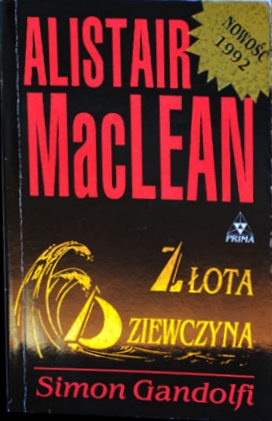 ALISTAIR
MacLEAN
NOWOŚĆ
1992
PRIMA
ZŁOTA
DZIEWCZYNA
Simon Gandolfi